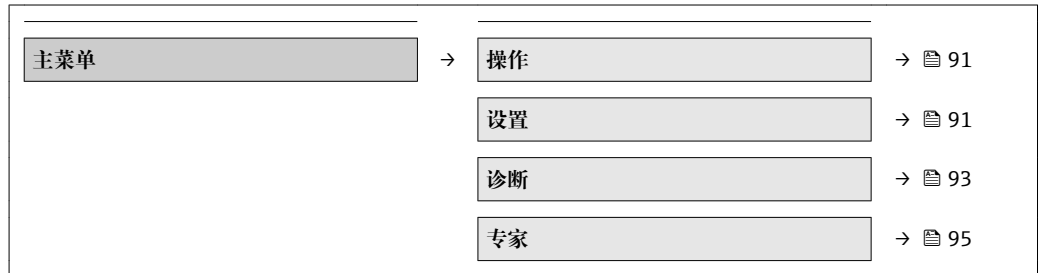 主菜单 → 操作 → 91
设置 → 91
诊断 → 93
专家 → 95